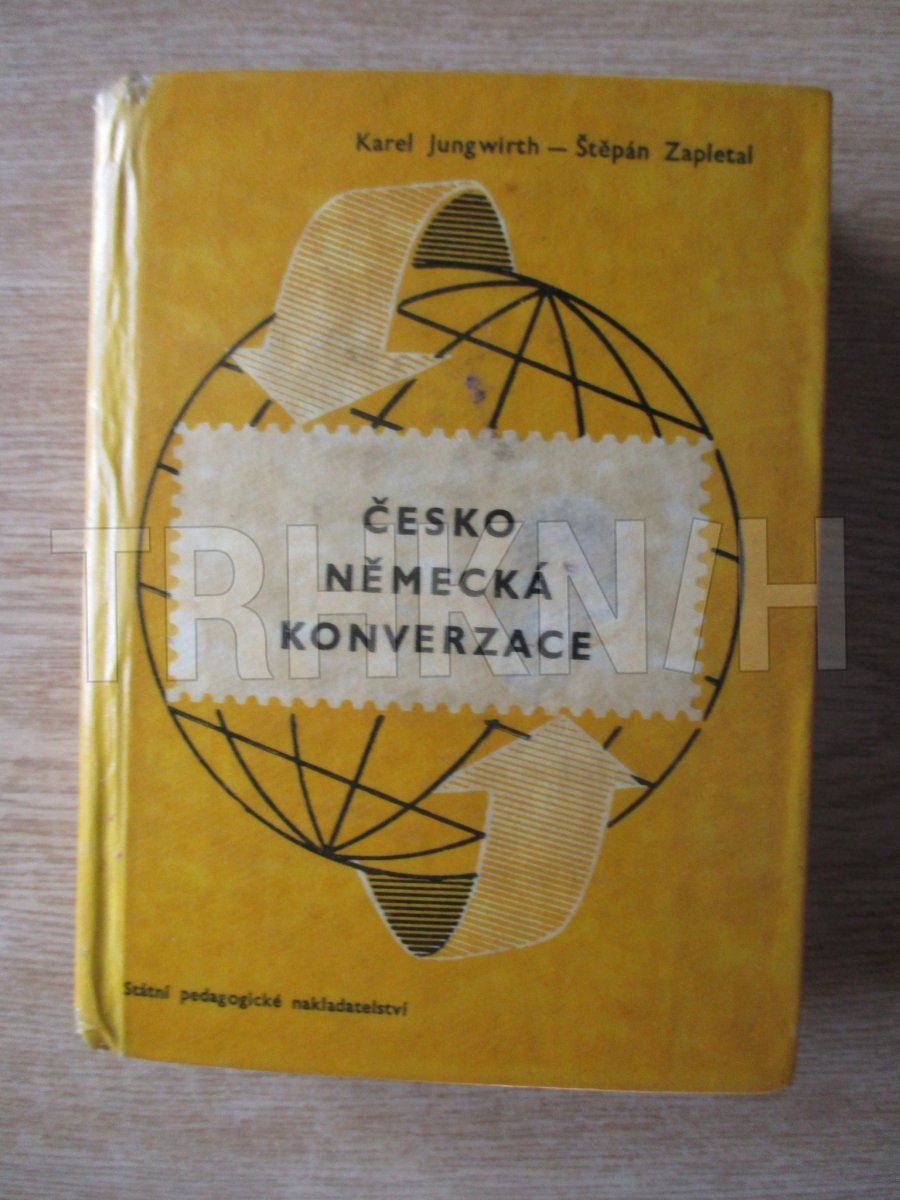 Karel Jungwirth — Štěpán Zapletal
ČESKO
NĚMECKÁ
KONVERZACE
TRHKNIH
Státní pedagogické nakladatelství